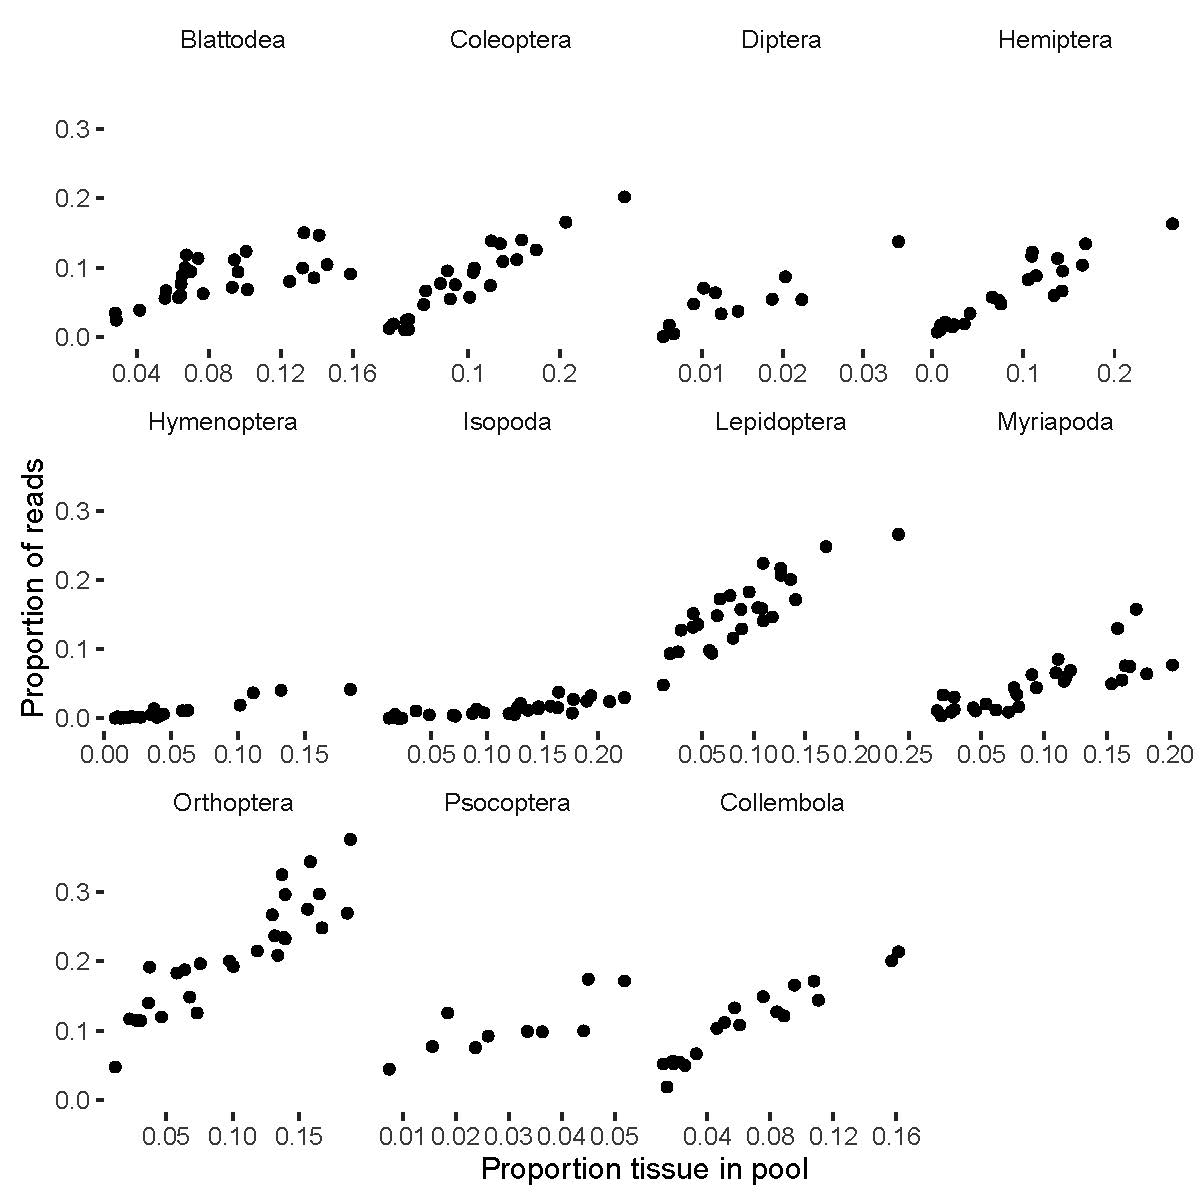 Blattodea Coleoptera Diptera Hemiptera
0.3
0.2
0.1
0.0
0.04 0.08 0.12 0.16 0.1 0.2 0.01 0.02 0.03 0.0 0.1 0.2
Hymenoptera Isopoda Lepidoptera Myriapoda
Proportion of reads
0.3
0.2
0.1
0.0
0.00 0.05 0.10 0.15 0.05 0.10 0.15 0.20 0.05 0.10 0.15 0.20 0.25 0.05 0.10 0.15 0.20
Orthoptera Psocoptera Collembola
0.3
0.2
0.1
0.0
0.05 0.10 0.15 0.01 0.02 0.03 0.04 0.05 0.04 0.08 0.12 0.16
Proportion tissue in pool